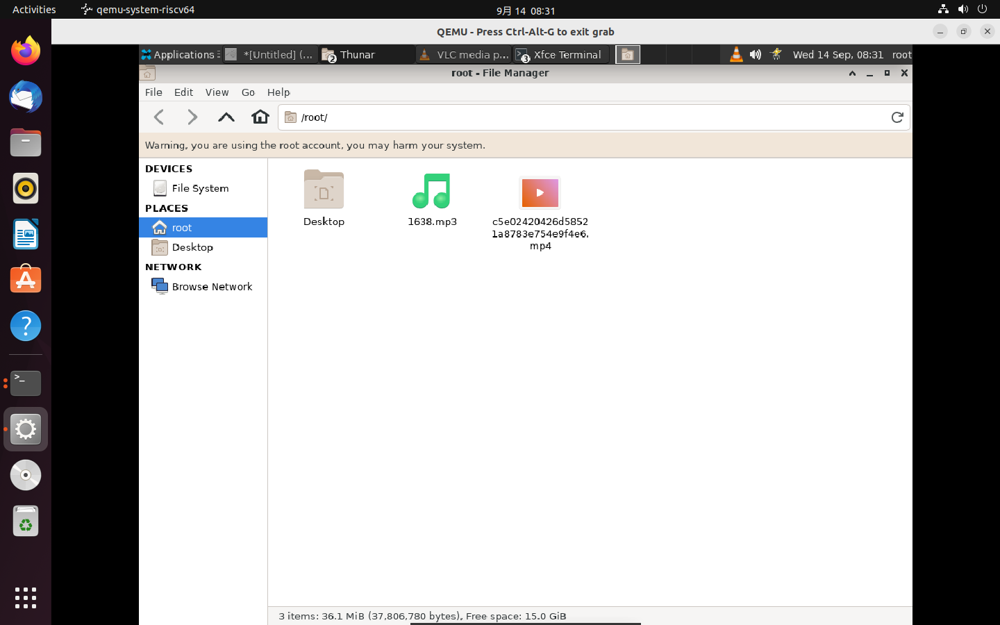 Activities qemu-system-riscv64 9月 14 08:31
QEMU - Press Ctrl-Alt-G to exit grab
Applications *[Untitled] (... 2 Thunar VLC media p... 3 Xfce Terminal Wed 14 Sep, 08:31 root
root - File Manager
File Edit View Go Help
/root/
Warning, you are using the root account, you may harm your system.
DEVICES
File System
PLACES
root
Desktop
NETWORK
Browse Network
Desktop
1638.mp3
c5e02420426d5852
1a8783e754e9f4e6.
mp4
3 items: 36.1 MiB (37,806,780 bytes), Free space: 15.0 GiB